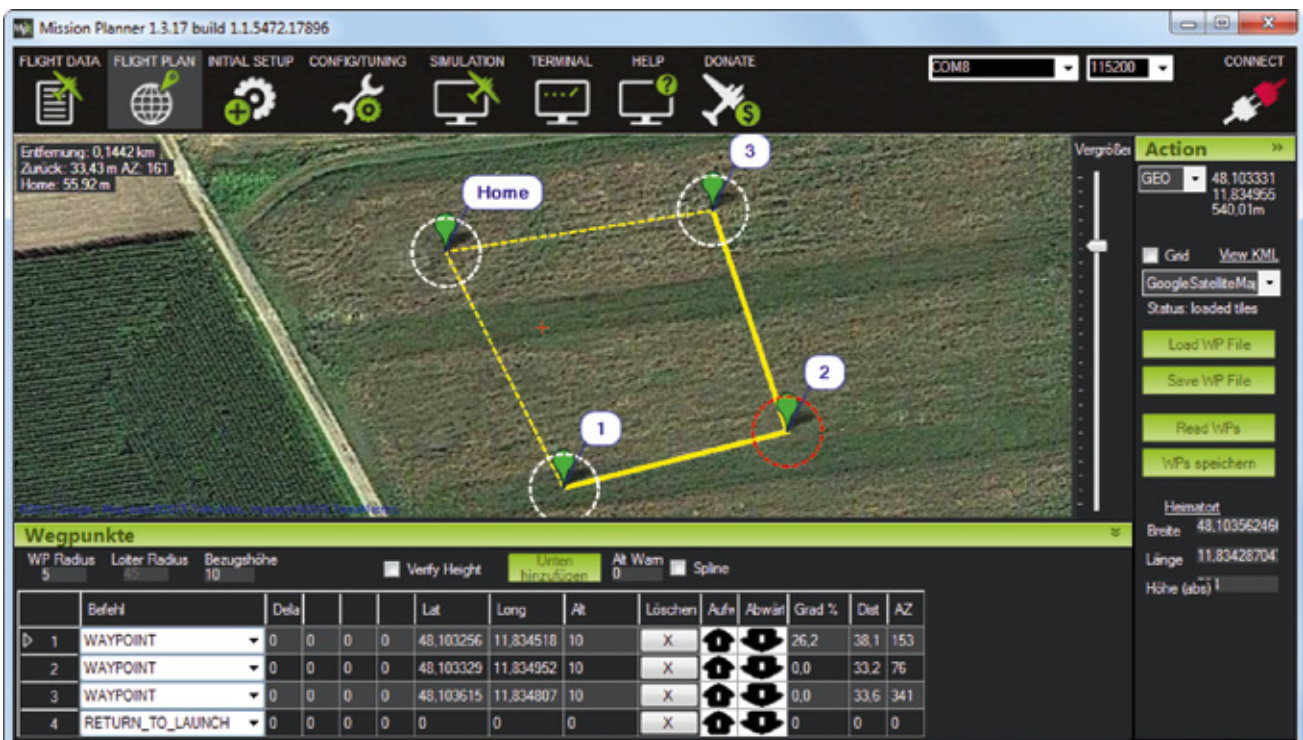 Mission Planner 1.3.17 build 1.1.5472.17896
FLIGHT DATA FLIGHT PLAN INITIAL SETUP CONFIG/TUNING SIMULATION TERMINAL HELP DONATE COM8 115200 CONNECT
Entfernung: 0,1442 km
Zurück: 33,43 m AZ: 161
Home: 55,92 m
Home
3
2
1
Vergrößer
Action
GEO 48,103331
11,834955
540,01m
Grid View KML
GoogleSatelliteMap
Status: loaded tiles
Load WP File
Save WP File
Read WPs
WPs speichern
Heimatort
Breite 48,10356246
Länge 11,83428704
Höhe (abs)
Wegpunkte
WP Radius Loiter Radius Bezugshöhe
5 45 10
Verify Height Unten hinzufügen Alt Warn 0 Spline
Befehl Dela Lat Long Alt Löschen Aufw Abwärt Grad % Dist AZ
1 WAYPOINT 0 0 0 0 48,103256 11,834518 10 X 26,2 38,1 153
2 WAYPOINT 0 0 0 0 48,103329 11,834952 10 X 0,0 33,2 76
3 WAYPOINT 0 0 0 0 48,103615 11,834807 10 X 0,0 33,6 341
4 RETURN_TO_LAUNCH 0 0 0 0 0 0 0 X 0 0 0